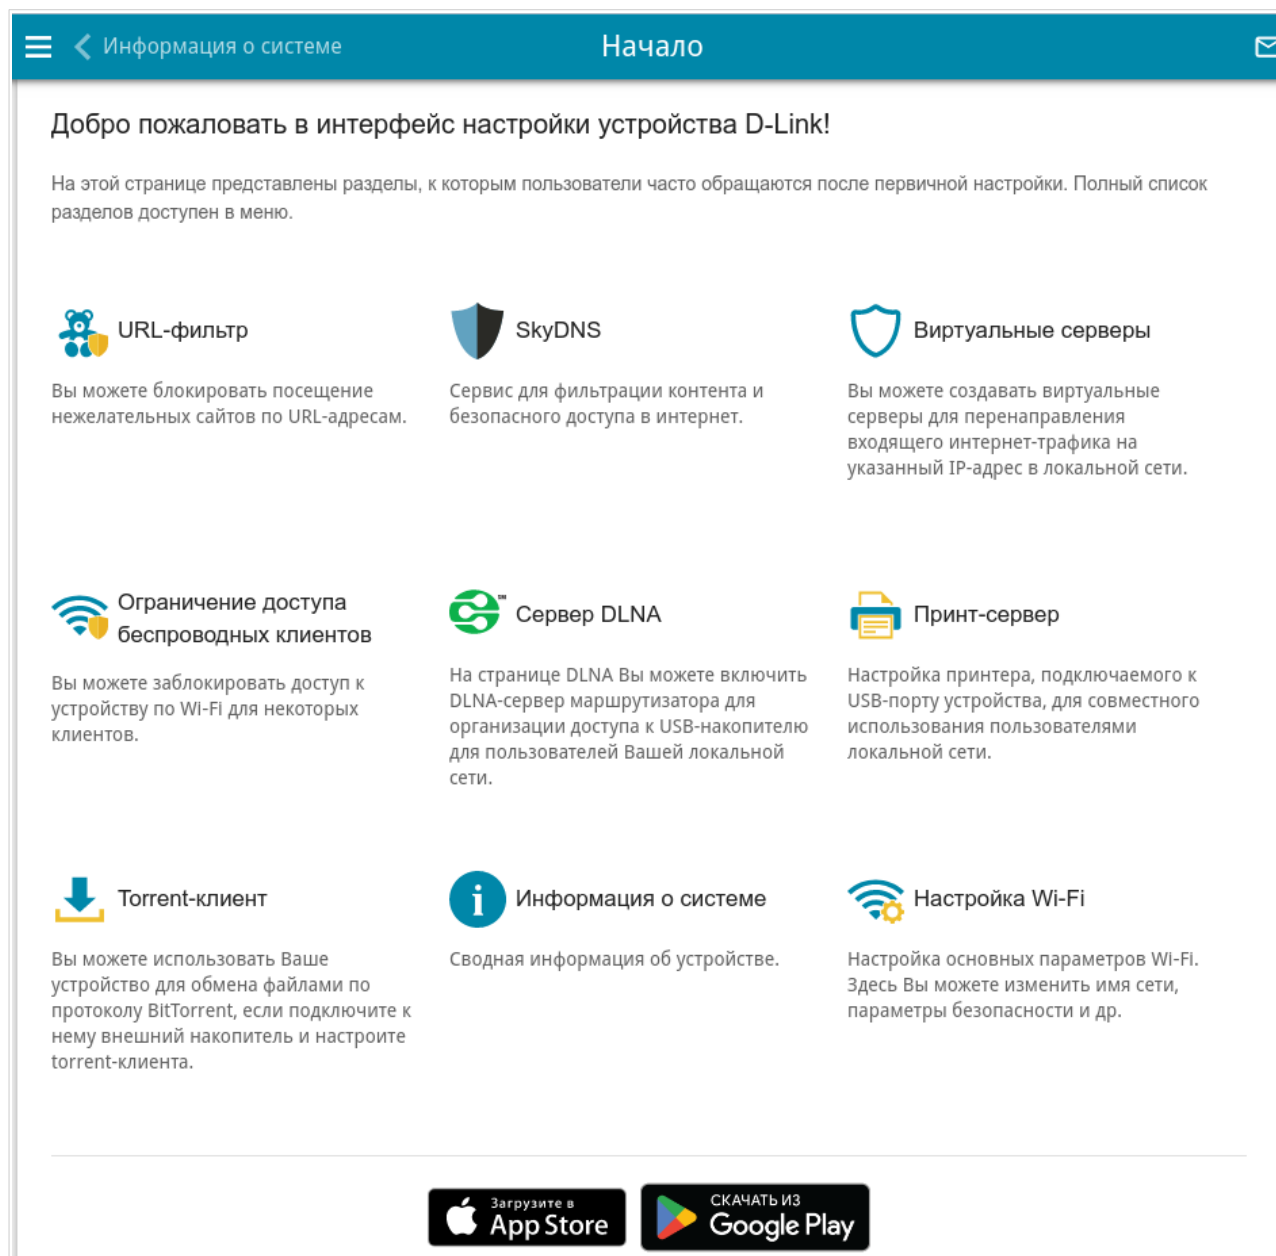 Информация о системе
Начало
Добро пожаловать в интерфейс настройки устройства D-Link!
На этой странице представлены разделы, к которым пользователи часто обращаются после первичной настройки. Полный список
разделов доступен в меню.
URL-фильтр
Вы можете блокировать посещение
нежелательных сайтов по URL-адресам.
SkyDNS
Сервис для фильтрации контента и
безопасного доступа в интернет.
Виртуальные серверы
Вы можете создавать виртуальные
серверы для перенаправления
входящего интернет-трафика на
указанный IP-адрес в локальной сети.
Ограничение доступа
беспроводных клиентов
Вы можете заблокировать доступ к
устройству по Wi-Fi для некоторых
клиентов.
Сервер DLNA
На странице DLNA Вы можете включить
DLNA-сервер маршрутизатора для
организации доступа к USB-накопителю
для пользователей Вашей локальной
сети.
Принт-сервер
Настройка принтера, подключаемого к
USB-порту устройства, для совместного
использования пользователями
локальной сети.
Torrent-клиент
Вы можете использовать Ваше
устройство для обмена файлами по
протоколу BitTorrent, если подключите к
нему внешний накопитель и настроите
torrent-клиента.
Информация о системе
Сводная информация об устройстве.
Настройка Wi-Fi
Настройка основных параметров Wi-Fi.
Здесь Вы можете изменить имя сети,
параметры безопасности и др.
Загрузите в
App Store
СКАЧАТЬ ИЗ
Google Play